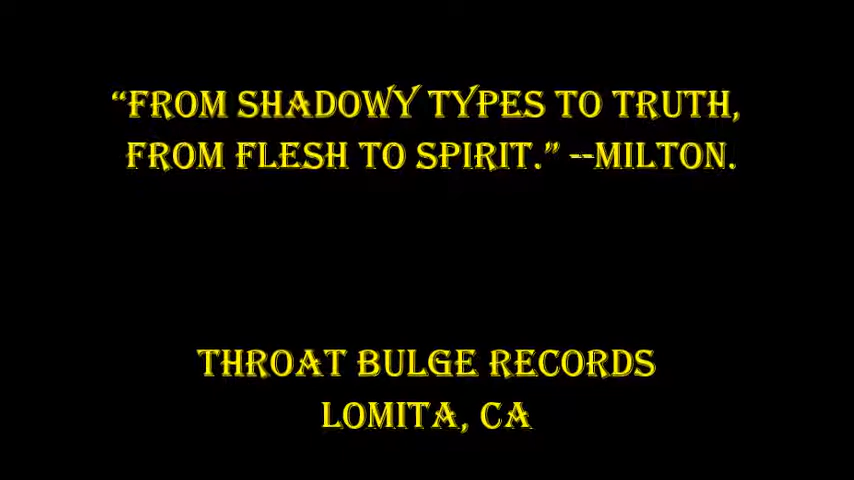 “FROM SHADOWY TYPES TO TRUTH,
FROM FLESH TO SPIRIT.” --MILTON.
THROAT BULGE RECORDS
LOMITA, CA